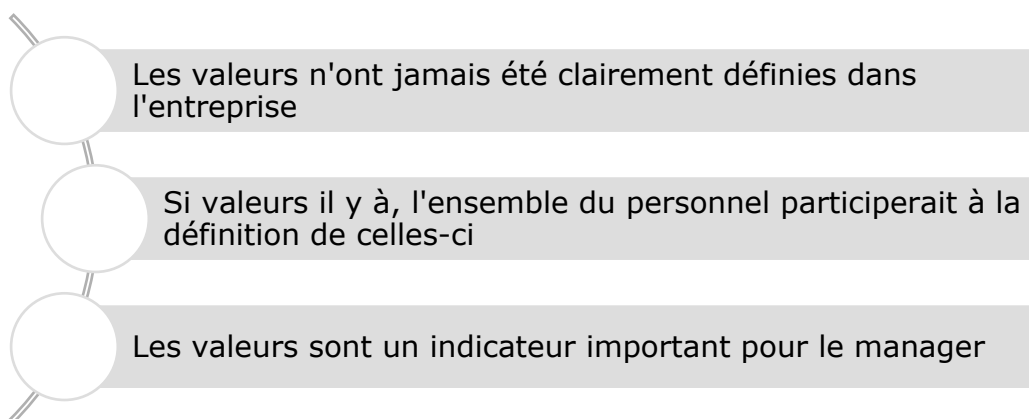 Les valeurs n'ont jamais été clairement définies dans
l'entreprise
Si valeurs il y à, l'ensemble du personnel participerait à la
définition de celles-ci
Les valeurs sont un indicateur important pour le manager